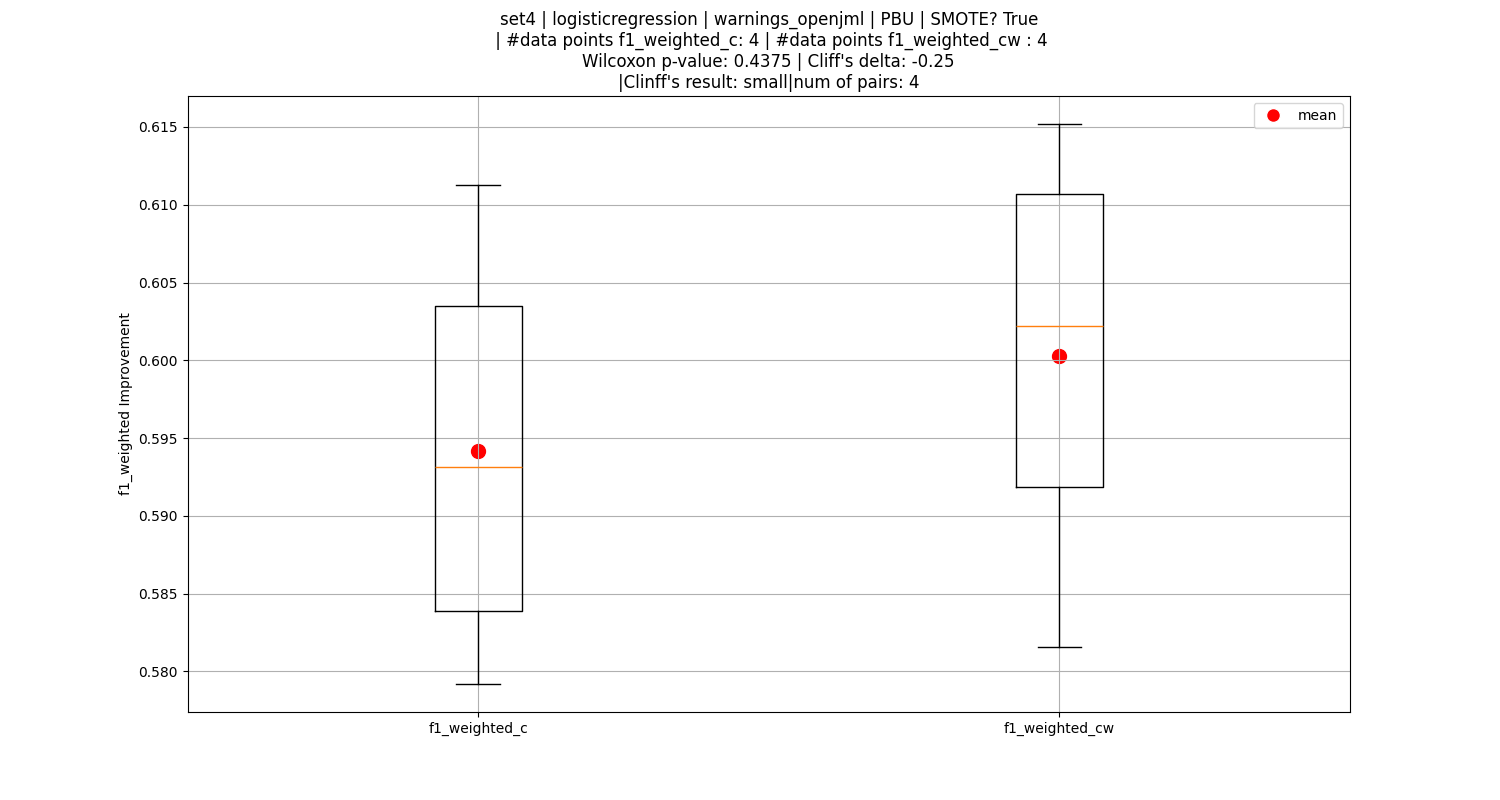 set4 | logisticregression | warnings_openjml | PBU | SMOTE? True
| #data points f1_weighted_c: 4 | #data points f1_weighted_cw : 4
Wilcoxon p-value: 0.4375 | Cliff's delta: -0.25
|Clinff's result: small|num of pairs: 4
mean
0.615
0.610
0.605
0.600
0.595
0.590
0.585
0.580
f1_weighted Improvement
f1_weighted_c
f1_weighted_cw